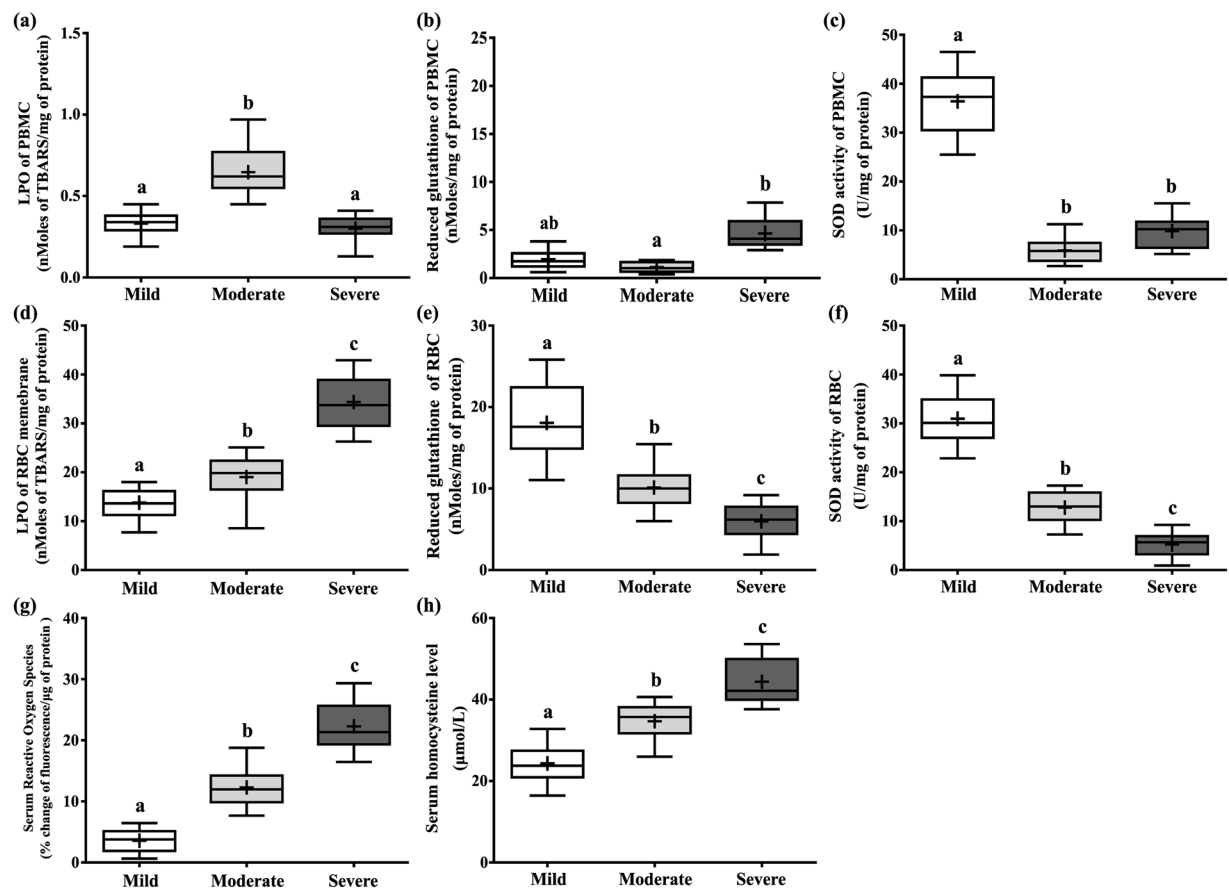 (a)
LPO of PBMC
(nMoles of TBARS/mg of protein)
1.5
1.0
0.5
0.0
a
b
a
Mild
Moderate
Severe
(b)
Reduced glutathione of PBMC
(nMoles/mg of protein)
25
20
15
10
5
0
ab
a
b
Mild
Moderate
Severe
(c)
SOD activity of PBMC
(U/mg of protein)
50
40
30
20
10
0
a
b
b
Mild
Moderate
Severe
(d)
LPO of RBC memebrane
(nMoles of TBARS/mg of protein)
50
40
30
20
10
0
a
b
c
Mild
Moderate
Severe
(e)
Reduced glutathione of RBC
(nMoles/mg of protein)
30
20
10
0
a
b
c
Mild
Moderate
Severe
(f)
SOD activity of RBC
(U/mg of protein)
50
40
30
20
10
0
a
b
c
Mild
Moderate
Severe
(g)
Serum Reactive Oxygen Species
(% change of fluorescence/µg of protein )
40
30
20
10
0
a
b
c
Mild
Moderate
Severe
(h)
Serum homocysteine level
(µmol/L)
60
40
20
0
a
b
c
Mild
Moderate
Severe